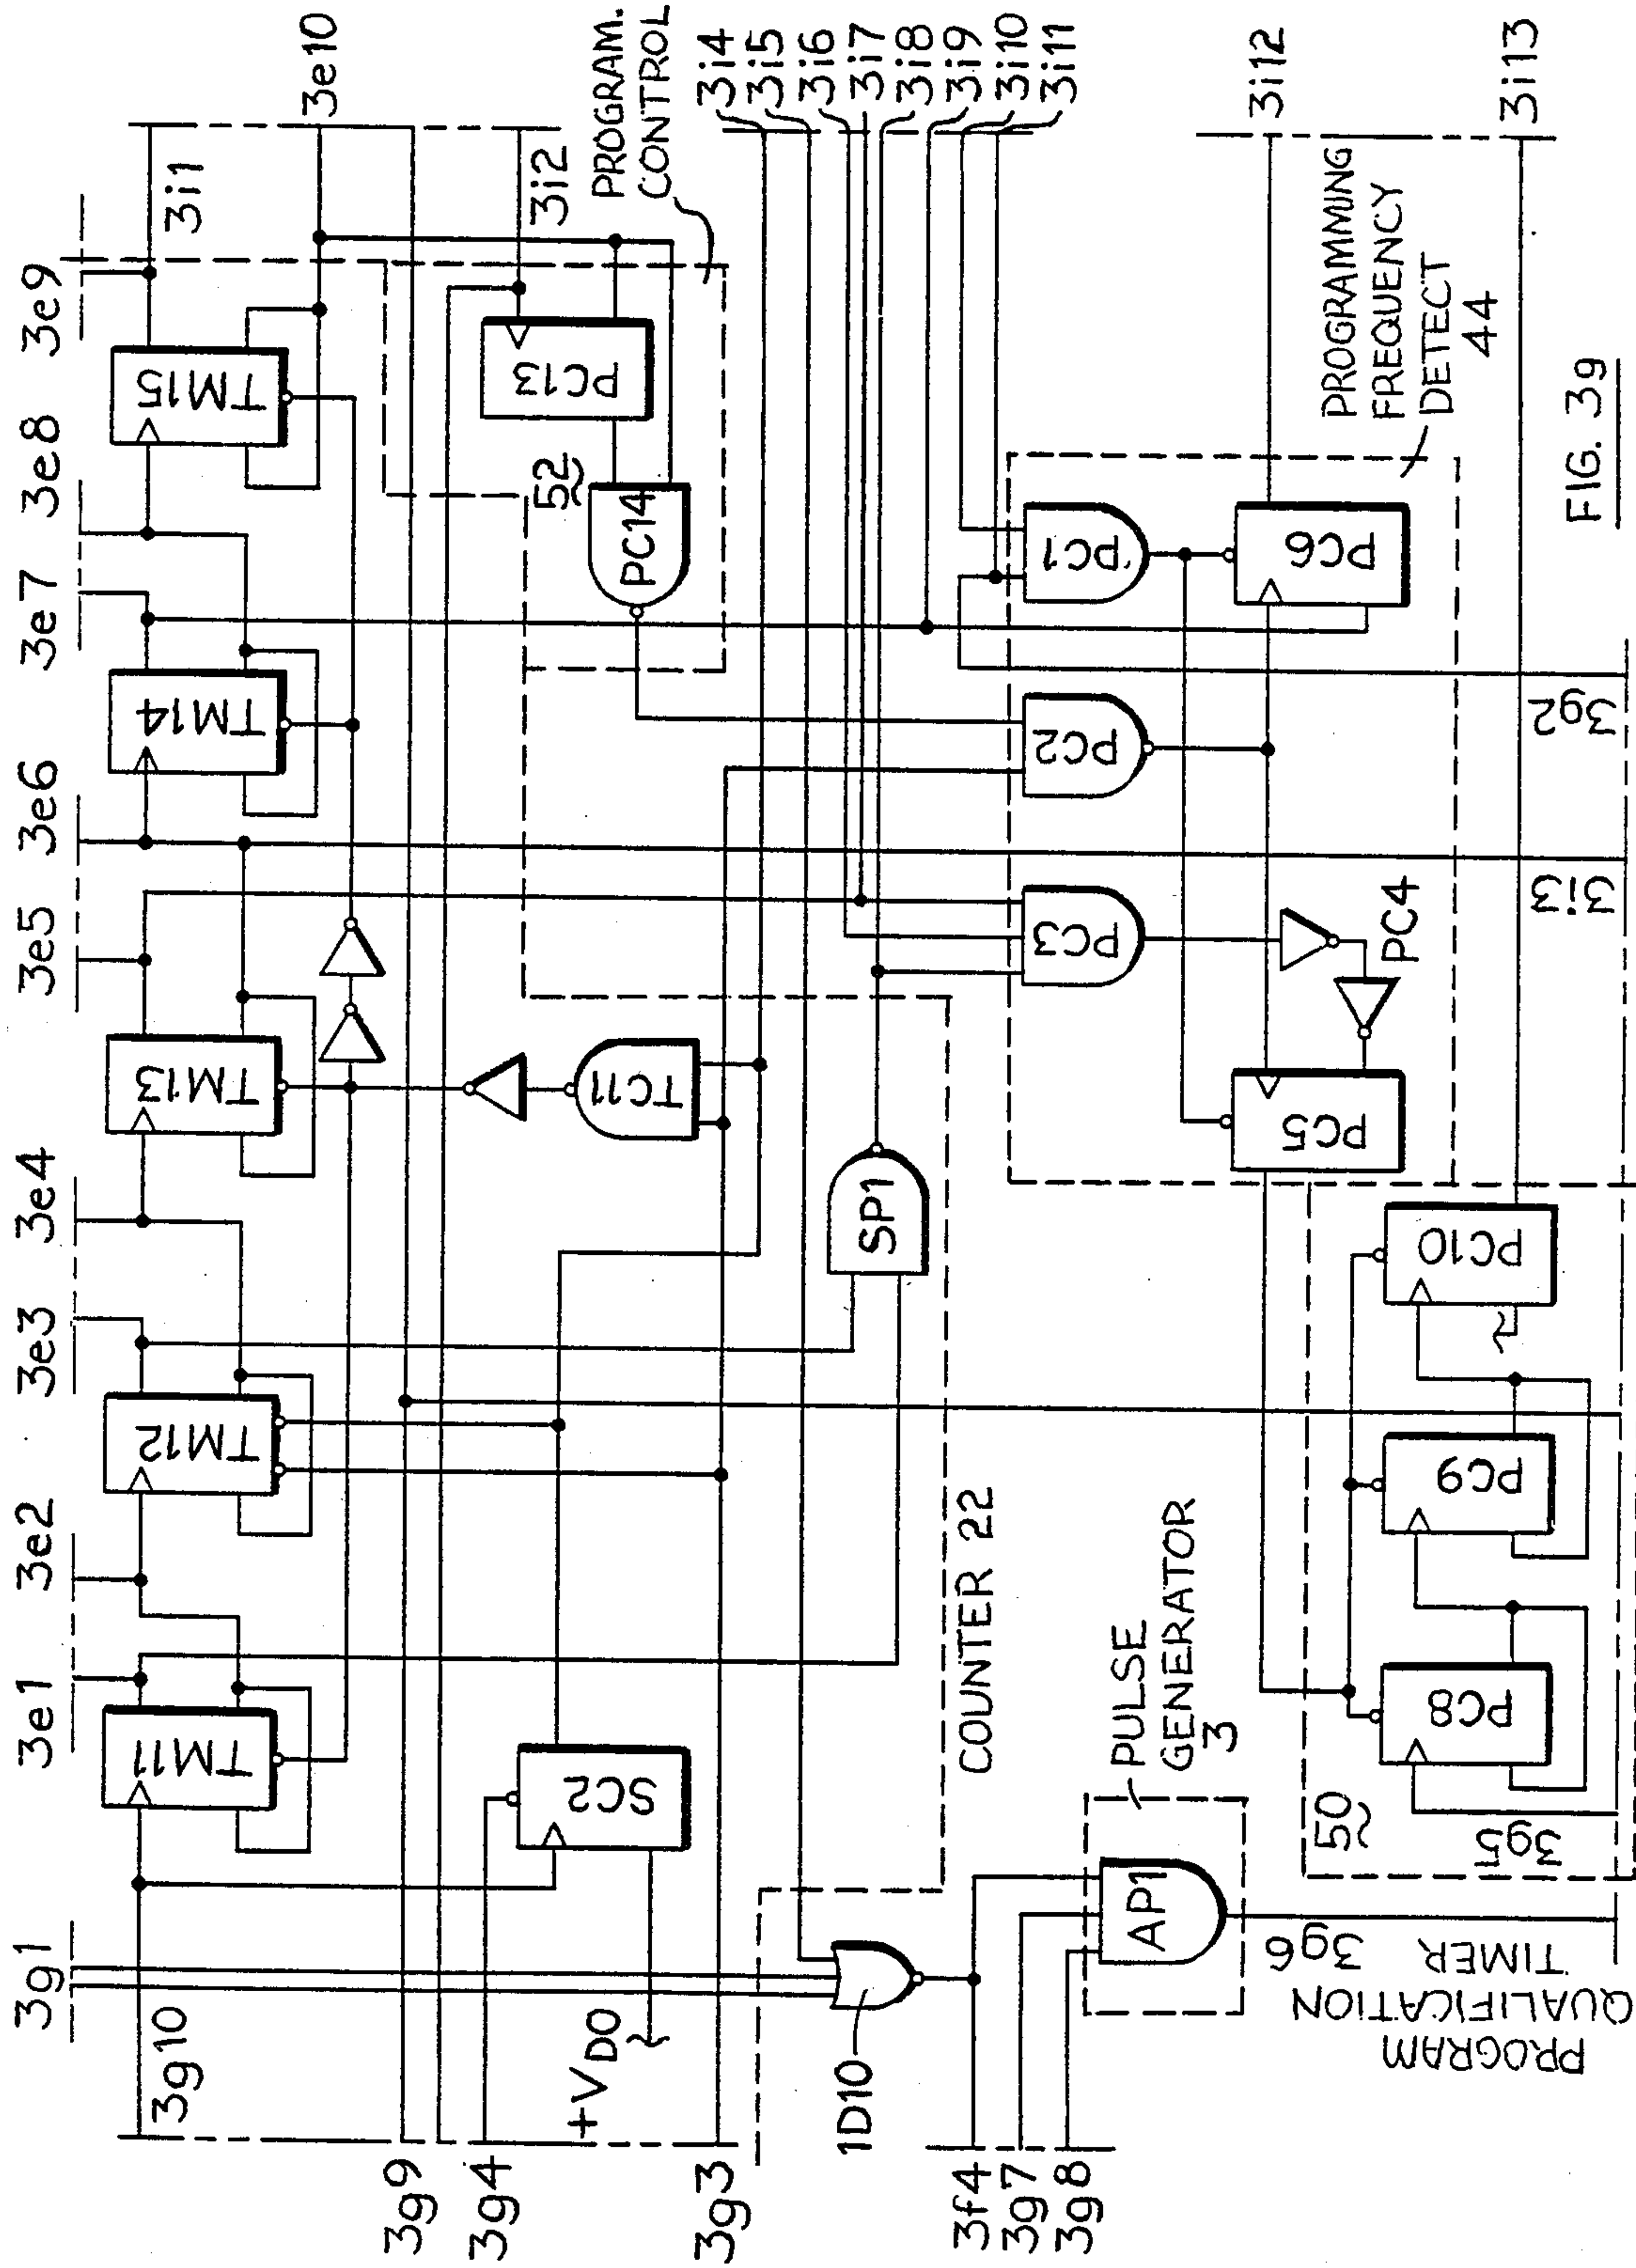 3g1
3e1
3e2
3e3
3e4
3e5
3e6
3e7
3e8
3e9
3g10
TM11
TM12
TM13
TM14
TM15
3i1
3e10
3g9
3g4
+VDO
3g3
SC2
TC11
52
PC14
PC13
3i2
PROGRAM.
CONTROL
3i4
3i5
3i6
3i7
3i8
3i9
3i10
3i11
1D10
SP1
COUNTER 22
3f4
3g7
3g8
AP1
PULSE
GENERATOR
3
PC3
PC2
PC1
PC4
PC5
PC6
3i12
PROGRAMMING
FREQUENCY
DETECT
44
3i13
50
PC8
PC9
PC10
3g5
3g6
PROGRAM
QUALIFICATION
TIMER
3i3
3g2
FIG. 3g